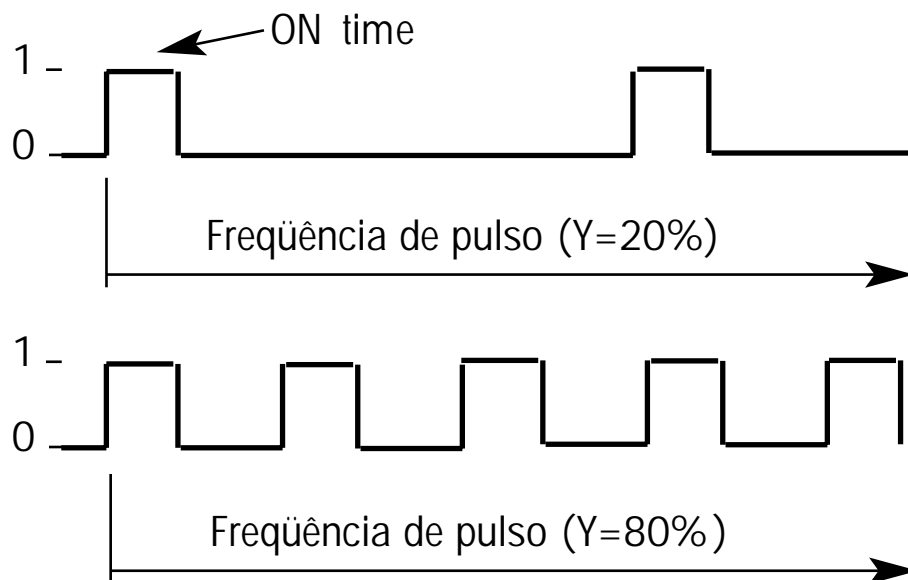 ON time
1
0
Freqüência de pulso (Y=20%)
1
0
Freqüência de pulso (Y=80%)